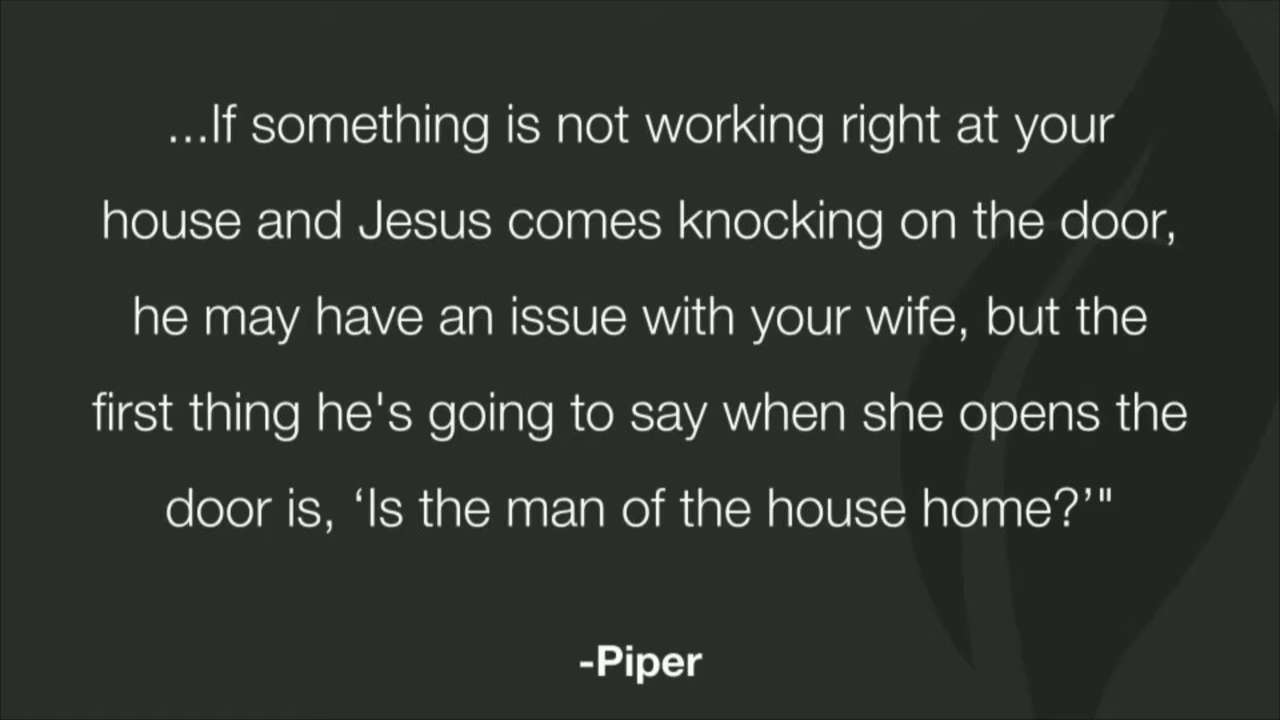 ...If something is not working right at your
house and Jesus comes knocking on the door,
he may have an issue with your wife, but the
first thing he's going to say when she opens the
door is, ‘Is the man of the house home?’"
-Piper